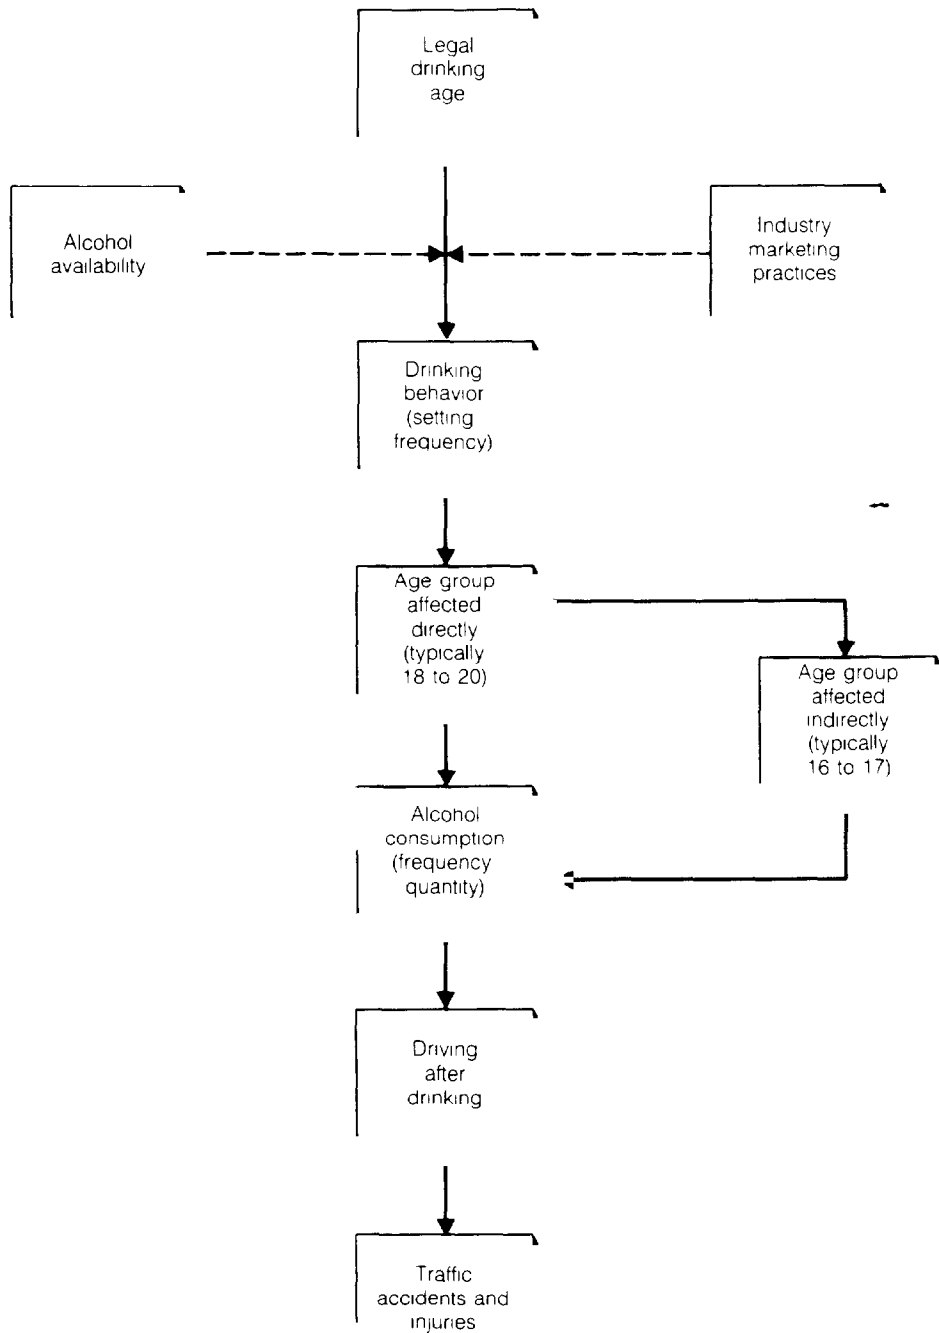 Legal
drinking
age
Alcohol
availability
Industry
marketing
practices
Drinking
behavior
(setting
frequency)
Age group
affected
directly
(typically
18 to 20)
Age group
affected
indirectly
(typically
16 to 17)
Alcohol
consumption
(frequency
quantity)
Driving
after
drinking
Traffic
accidents and
injuries